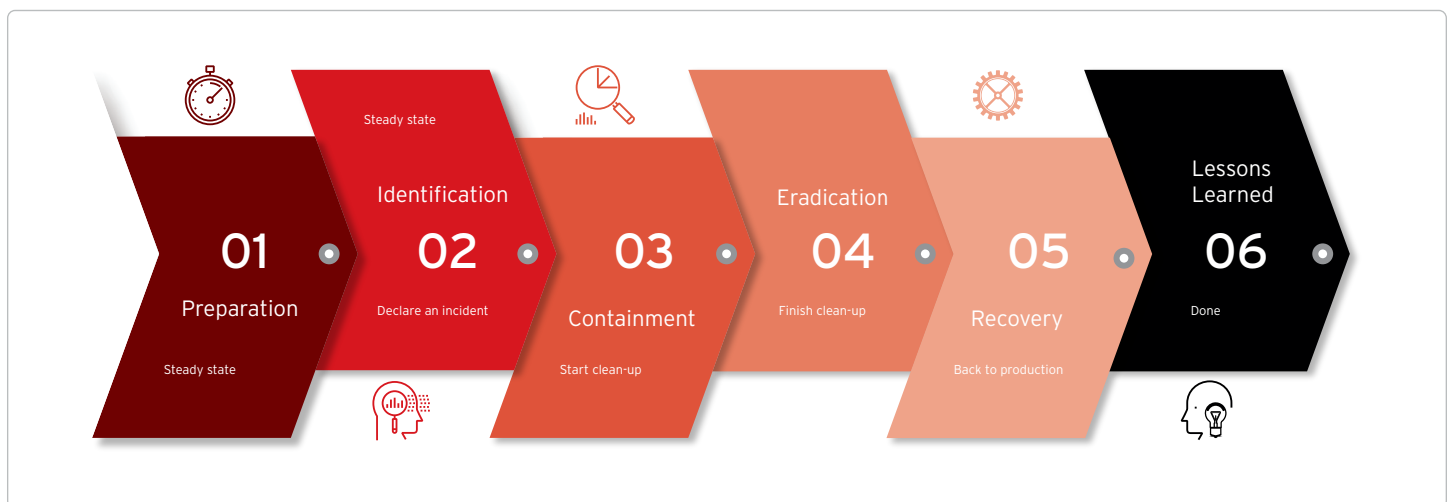 01
Preparation
Steady state
Steady state
Identification
02
Declare an incident
03
Containment
Start clean-up
Eradication
04
Finish clean-up
05
Recovery
Back to production
Lessons
Learned
06
Done